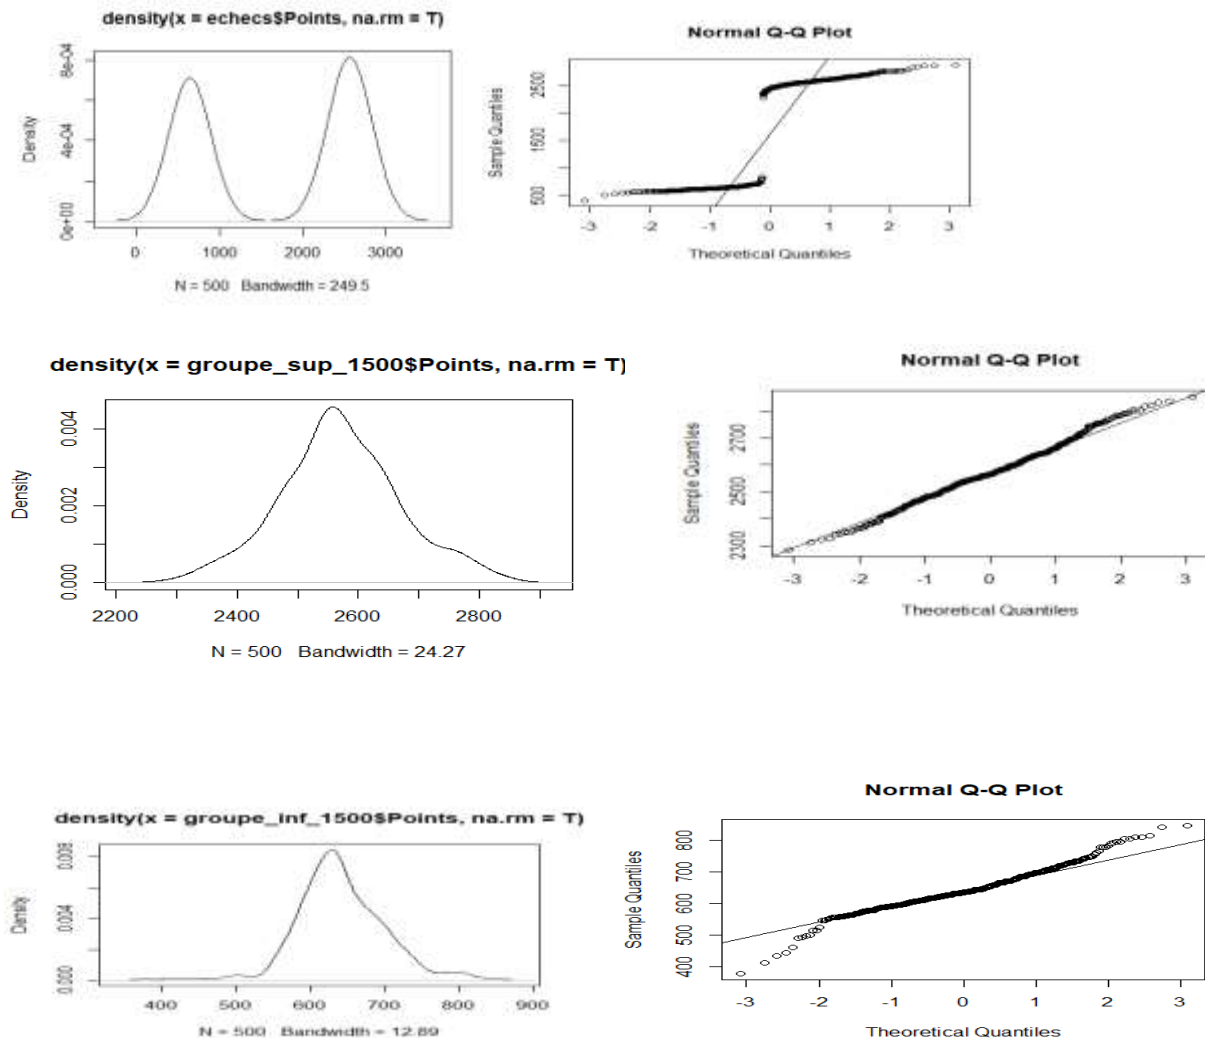 density(x = echecs$Points, na.rm = T)
Density
0e+00 4e-04 8e-04
0 1000 2000 3000
N = 500 Bandwidth = 249.5
Normal Q-Q Plot
Sample Quantiles
500 1500 2500
-3 -2 -1 0 1 2 3
Theoretical Quantiles
density(x = groupe_sup_1500$Points, na.rm = T)
Density
0.000 0.002 0.004
2200 2400 2600 2800
N = 500 Bandwidth = 24.27
Normal Q-Q Plot
Sample Quantiles
2300 2500 2700
-3 -2 -1 0 1 2 3
Theoretical Quantiles
density(x = groupe_inf_1500$Points, na.rm = T)
Density
0.000 0.004 0.008
400 500 600 700 800 900
N = 500 Bandwidth = 12.89
Normal Q-Q Plot
Sample Quantiles
400 500 600 700 800
-3 -2 -1 0 1 2 3
Theoretical Quantiles